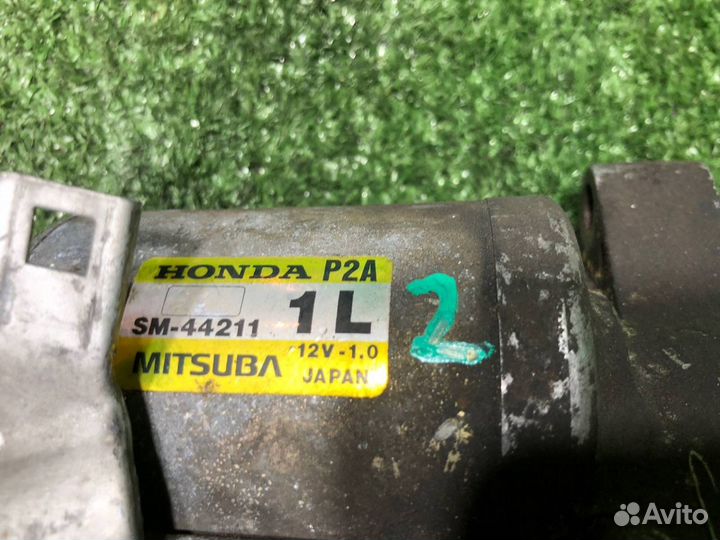 HONDA P2A
SM-44211 1L
MITSUBA 12V-1.0
JAPAN
2
Avito